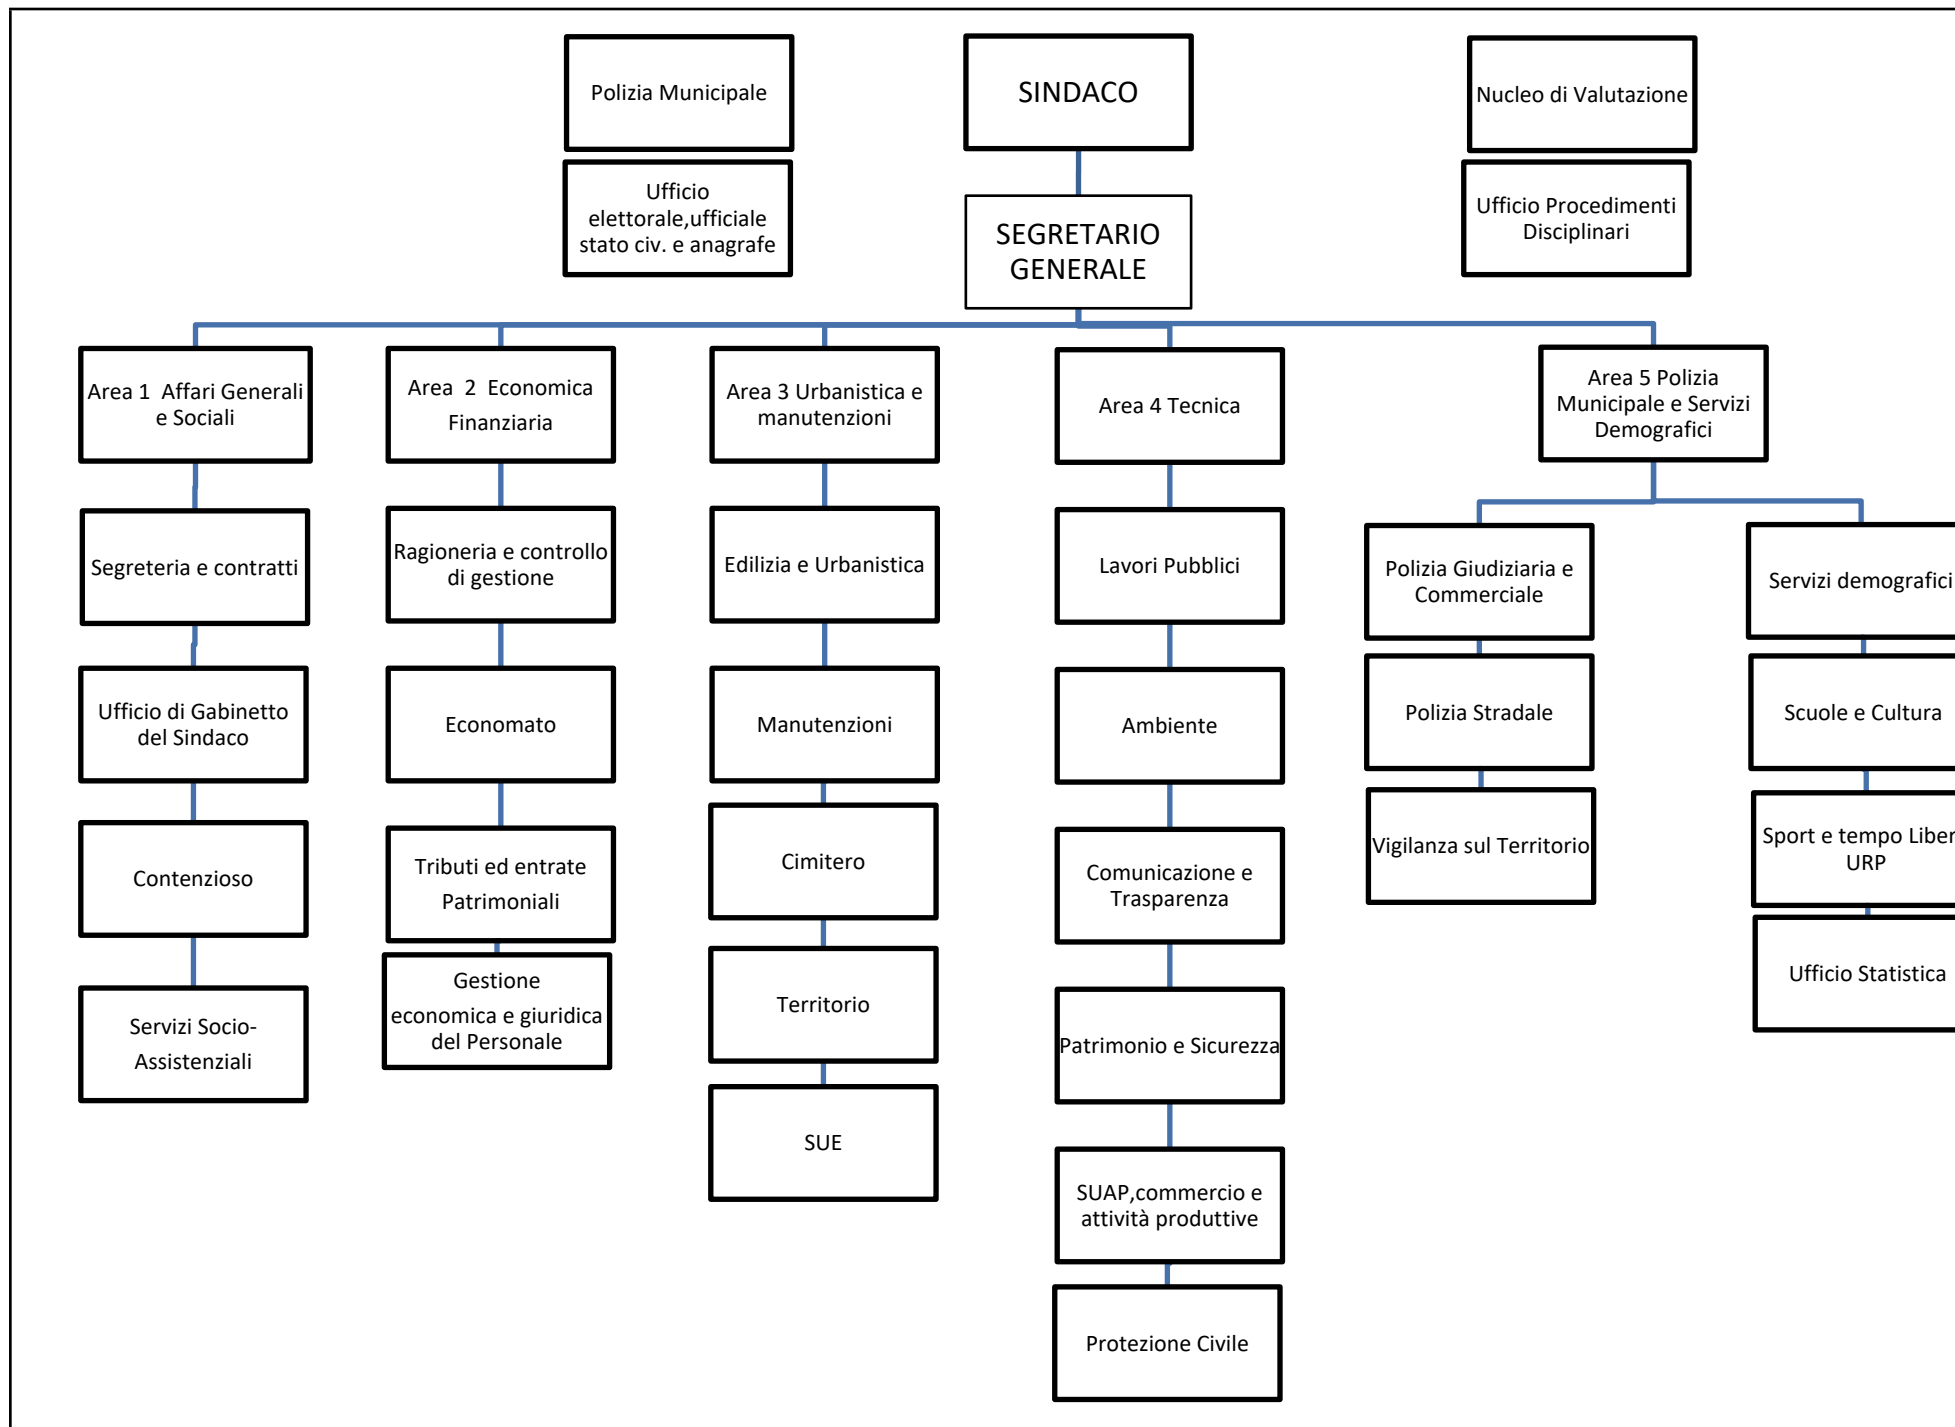 Polizia Municipale
SINDACO
Nucleo di Valutazione
Ufficio
elettorale,ufficiale
stato civ. e anagrafe
SEGRETARIO
GENERALE
Ufficio Procedimenti
Disciplinari
Area 1  Affari Generali
e Sociali
Area  2  Economica
Finanziaria
Area 3 Urbanistica e
manutenzioni
Area 4 Tecnica
Area 5 Polizia
Municipale e Servizi
Demografici
Segreteria e contratti
Ragioneria e controllo
di gestione
Edilizia e Urbanistica
Lavori Pubblici
Polizia Giudiziaria e
Commerciale
Servizi demografici
Ufficio di Gabinetto
del Sindaco
Economato
Manutenzioni
Ambiente
Polizia Stradale
Scuole e Cultura
Contenzioso
Tributi ed entrate
Patrimoniali
Cimitero
Comunicazione e
Trasparenza
Vigilanza sul Territorio
Sport e tempo Liber
URP
Servizi Socio-
Assistenziali
Gestione
economica e giuridica
del Personale
Territorio
Patrimonio e Sicurezza
Ufficio Statistica
SUE
SUAP,commercio e
attività produttive
Protezione Civile